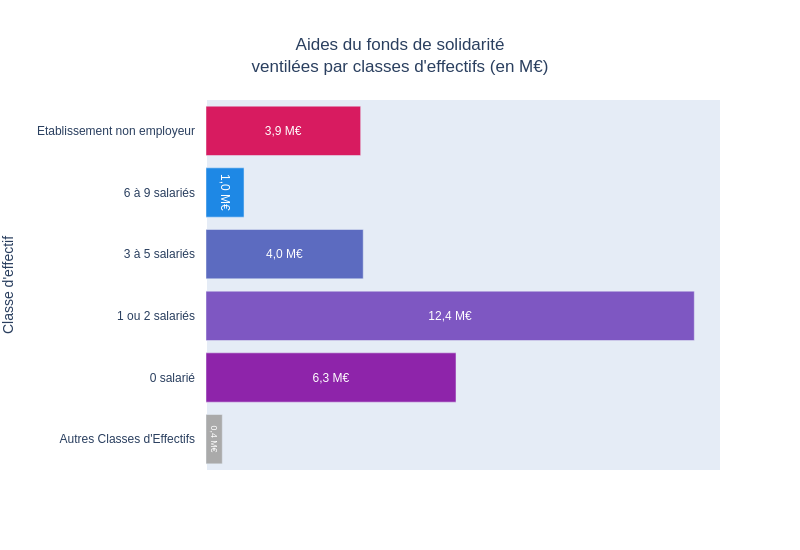 Aides du fonds de solidarité
ventilées par classes d'effectifs (en M€)
Classe d'effectif
Etablissement non employeur
3,9 M€
6 à 9 salariés
1,0 M€
3 à 5 salariés
4,0 M€
1 ou 2 salariés
12,4 M€
0 salarié
6,3 M€
Autres Classes d'Effectifs
0,4 M€